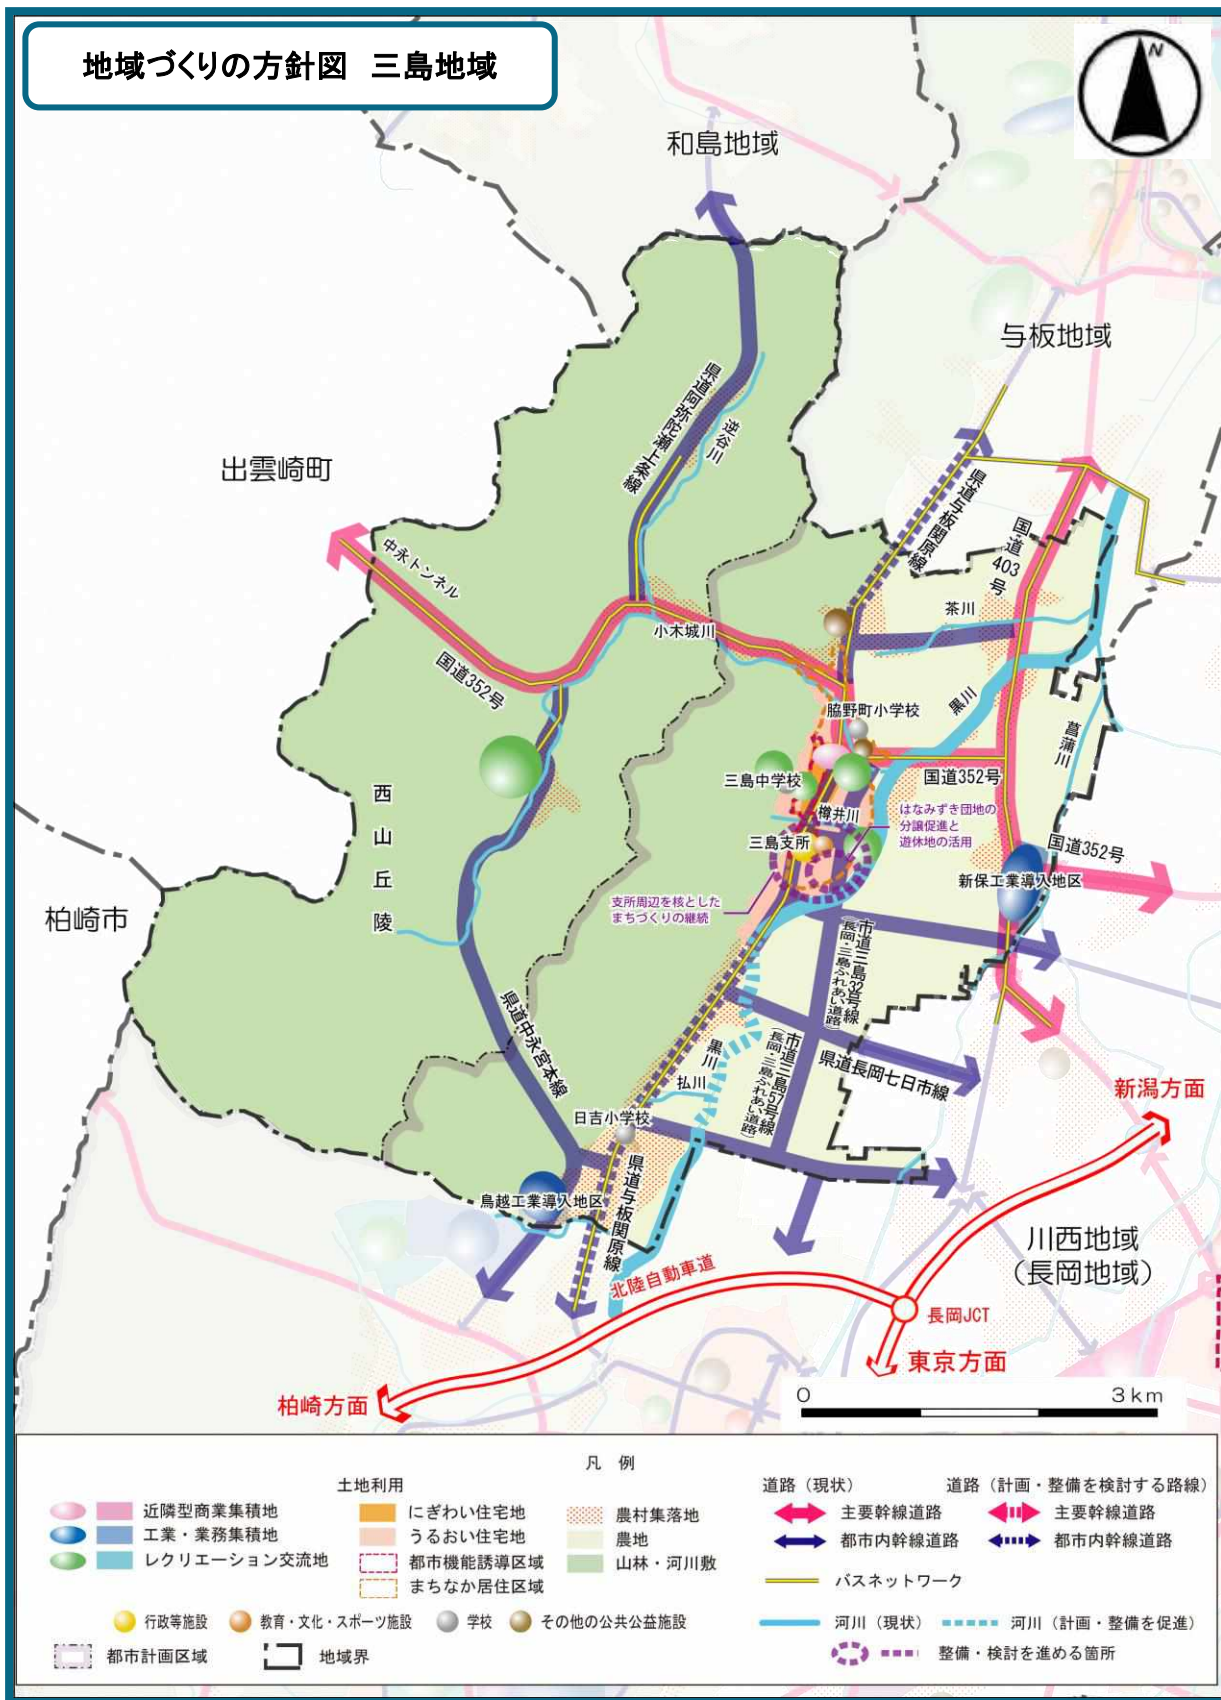 地域づくりの方針図 三島地域
N
和島地域
与板地域
出雲崎町
県道阿弥陀瀬上条線
逆谷川
県道与板関原線
国道403号
中永トンネル
茶川
小木城川
国道352号
脇野町小学校
黒川
菖蒲川
三島中学校
国道352号
西山丘陵
樽井川
はなみずき団地の
分譲促進と
遊休地の活用
三島支所
国道352号
新保工業導入地区
柏崎市
支所周辺を核とした
まちづくりの継続
市道三島32号線
(長岡・三島ふれあい道路)
県道中永宮本線
黒川
払川
市道三島57号線
(長岡・三島ふれあい道路)
県道長岡七日市線
新潟方面
日吉小学校
県道与板関原線
鳥越工業導入地区
川西地域
(長岡地域)
北陸自動車道
長岡JCT
東京方面
柏崎方面
0 3km
凡 例
土地利用
近隣型商業集積地
工業・業務集積地
レクリエーション交流地
にぎわい住宅地
うるおい住宅地
都市機能誘導区域
まちなか居住区域
農村集落地
農地
山林・河川敷
行政等施設
教育・文化・スポーツ施設
学校
その他の公共公益施設
都市計画区域
地域界
道路（現状）
主要幹線道路
都市内幹線道路
道路（計画・整備を検討する路線）
主要幹線道路
都市内幹線道路
バスネットワーク
河川（現状）
河川（計画・整備を促進）
整備・検討を進める箇所